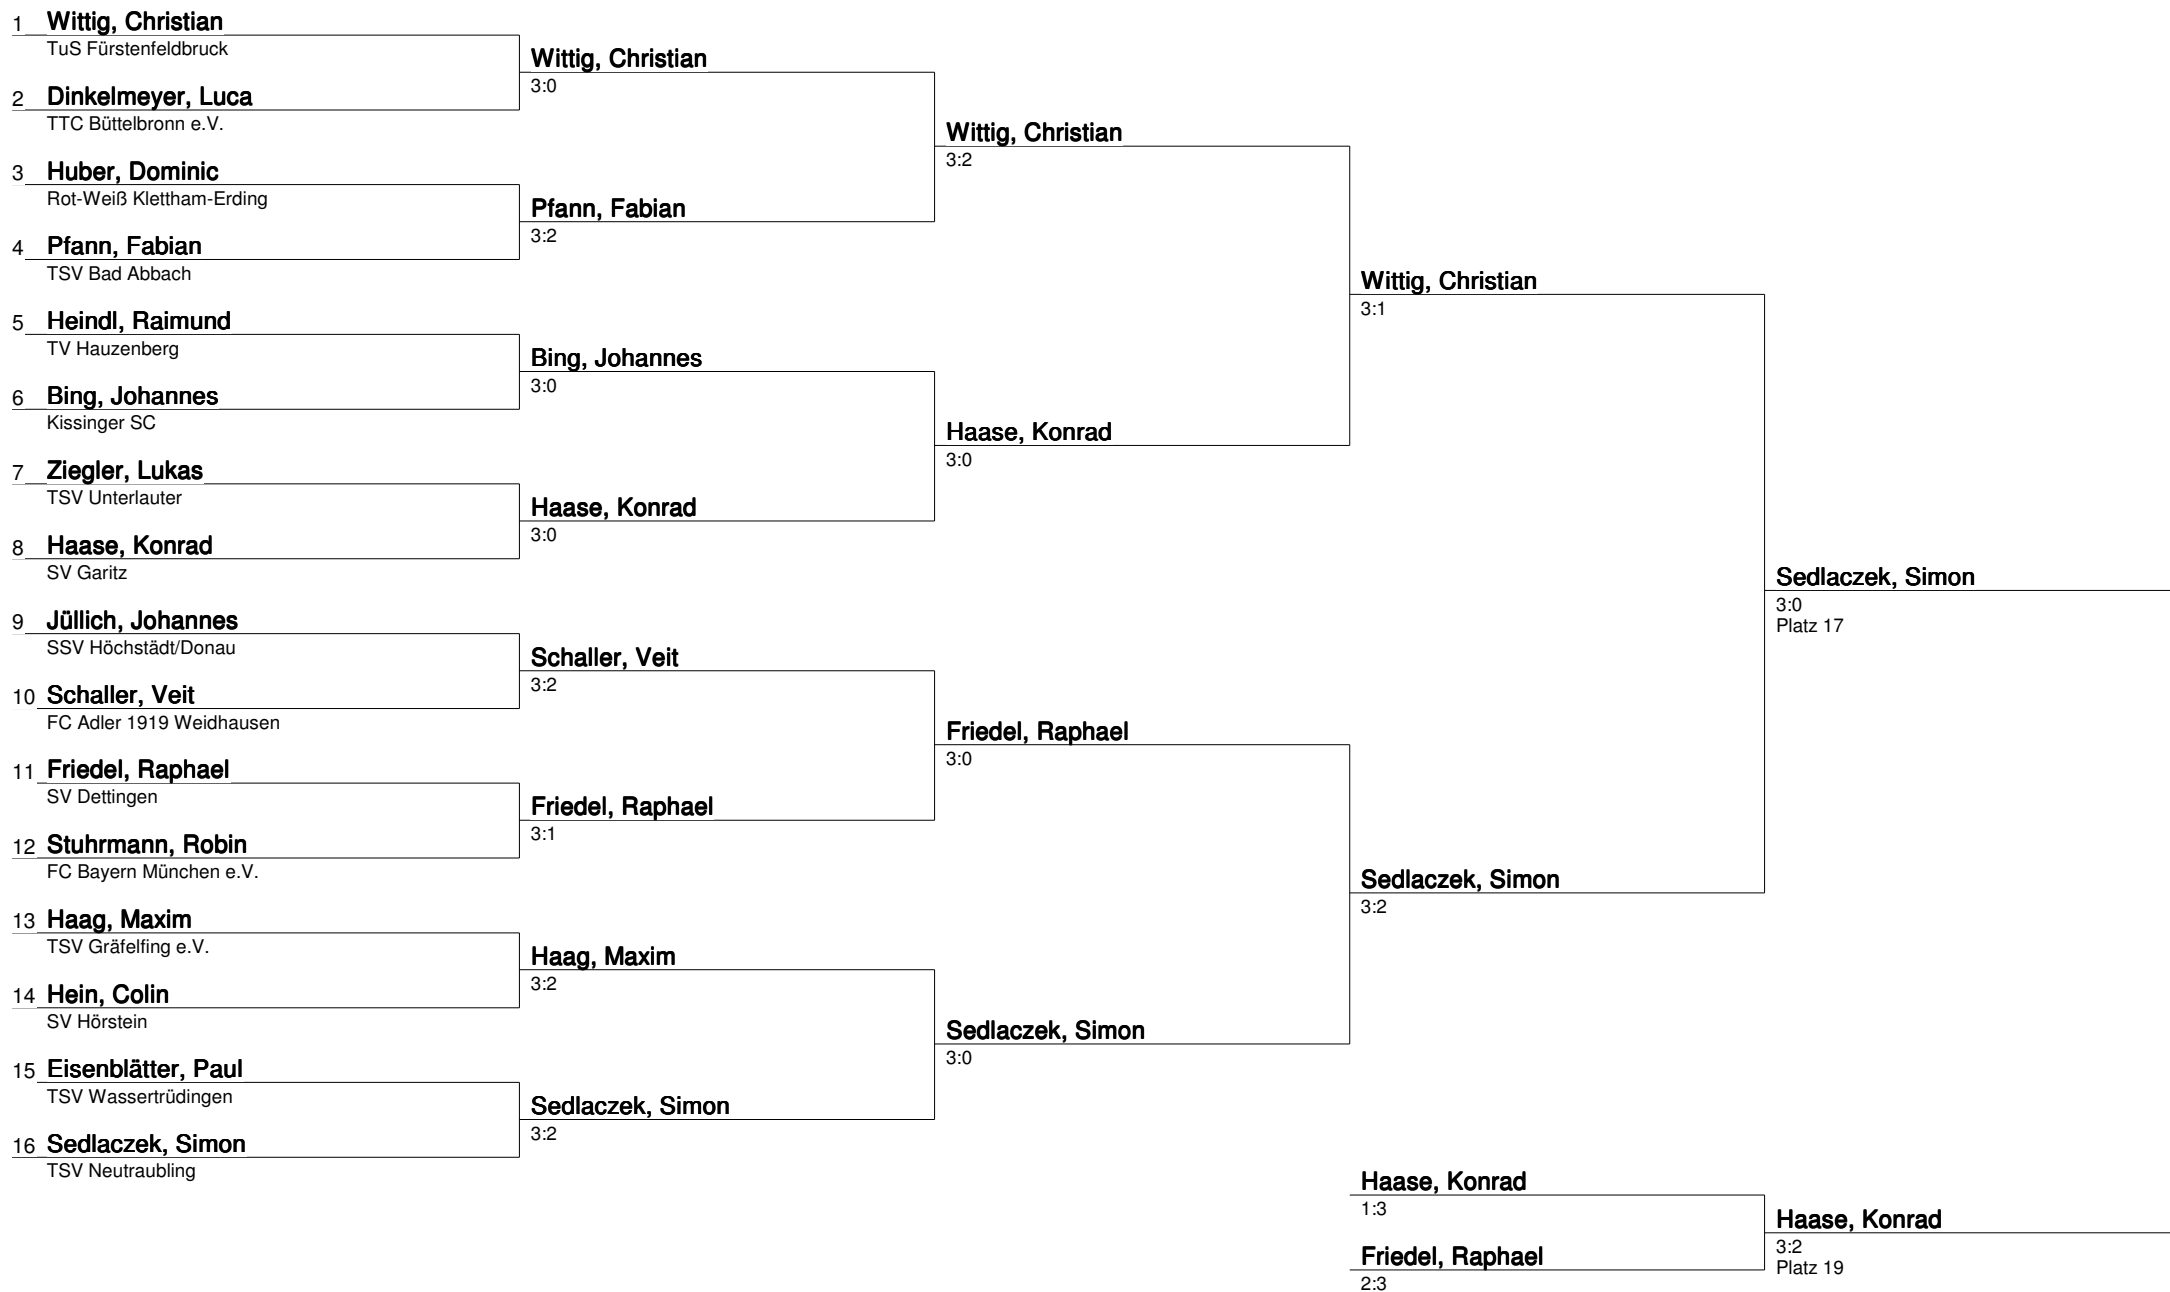 1 Wittig, Christian
TuS Fürstenfeldbruck
2 Dinkelmeyer, Luca
TTC Büttelbronn e.V.
3 Huber, Dominic
Rot-Weiß Klettham-Erding
4 Pfann, Fabian
TSV Bad Abbach
5 Heindl, Raimund
TV Hauzenberg
6 Bing, Johannes
Kissinger SC
7 Ziegler, Lukas
TSV Unterlauter
8 Haase, Konrad
SV Garitz
9 Jüllich, Johannes
SSV Höchstädt/Donau
10 Schaller, Veit
FC Adler 1919 Weidhausen
11 Friedel, Raphael
SV Dettingen
12 Stuhrmann, Robin
FC Bayern München e.V.
13 Haag, Maxim
TSV Gräfelfing e.V.
14 Hein, Colin
SV Hörstein
15 Eisenblätter, Paul
TSV Wassertrüdingen
16 Sedlaczek, Simon
TSV Neutraubling
Wittig, Christian
3:0
Pfann, Fabian
3:2
Bing, Johannes
3:0
Haase, Konrad
3:0
Schaller, Veit
3:2
Friedel, Raphael
3:1
Haag, Maxim
3:2
Sedlaczek, Simon
3:2
Wittig, Christian
3:2
Haase, Konrad
3:0
Friedel, Raphael
3:0
Sedlaczek, Simon
3:0
Wittig, Christian
3:1
Sedlaczek, Simon
3:2
Sedlaczek, Simon
3:0
Platz 17
Haase, Konrad
1:3
Friedel, Raphael
2:3
Haase, Konrad
3:2
Platz 19